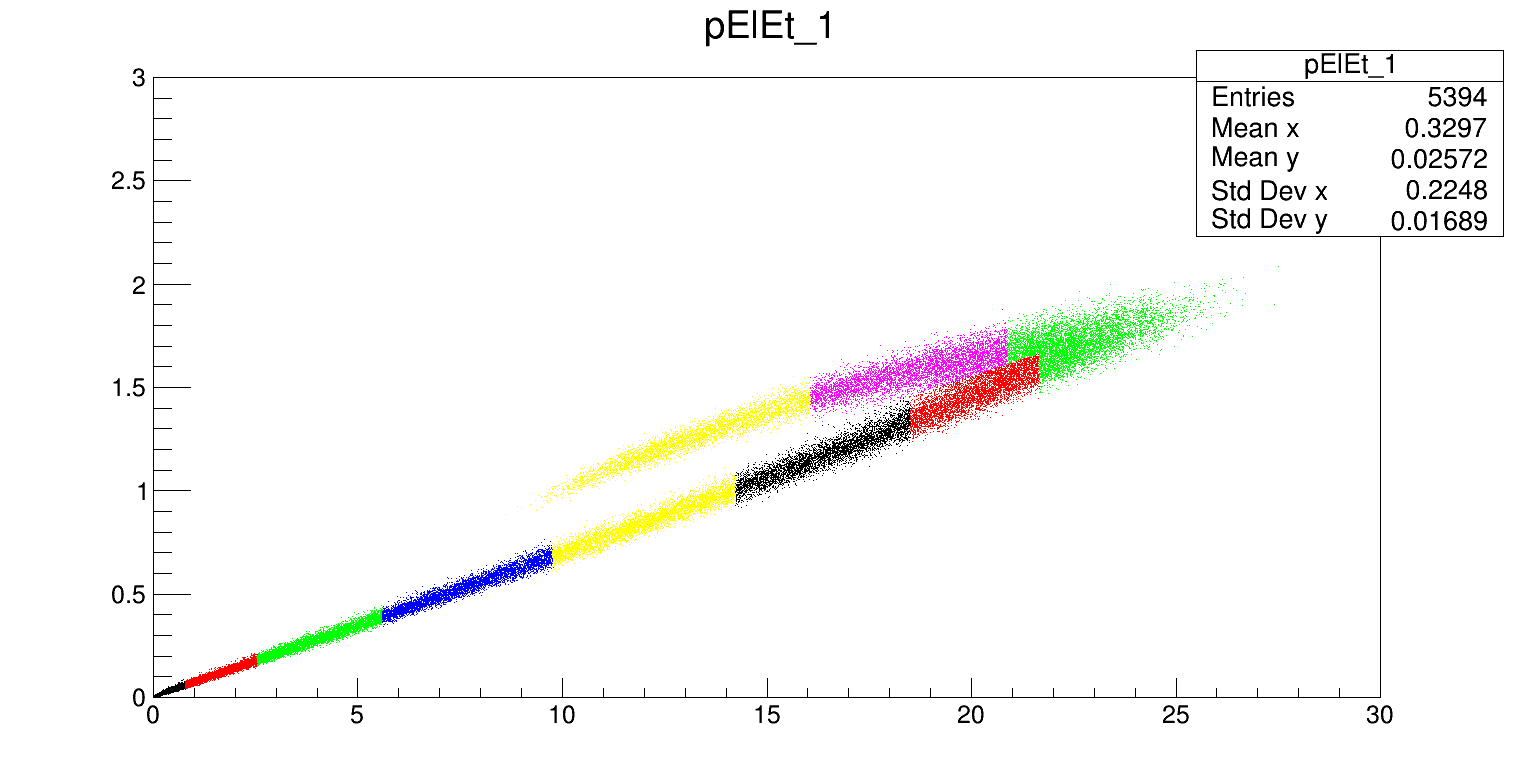 pElEt_1
pElEt_1
Entries 5394
Mean x 0.3297
Mean y 0.02572
Std Dev x 0.2248
Std Dev y 0.01689
3
2.5
2
1.5
1
0.5
0
0 5 10 15 20 25 30